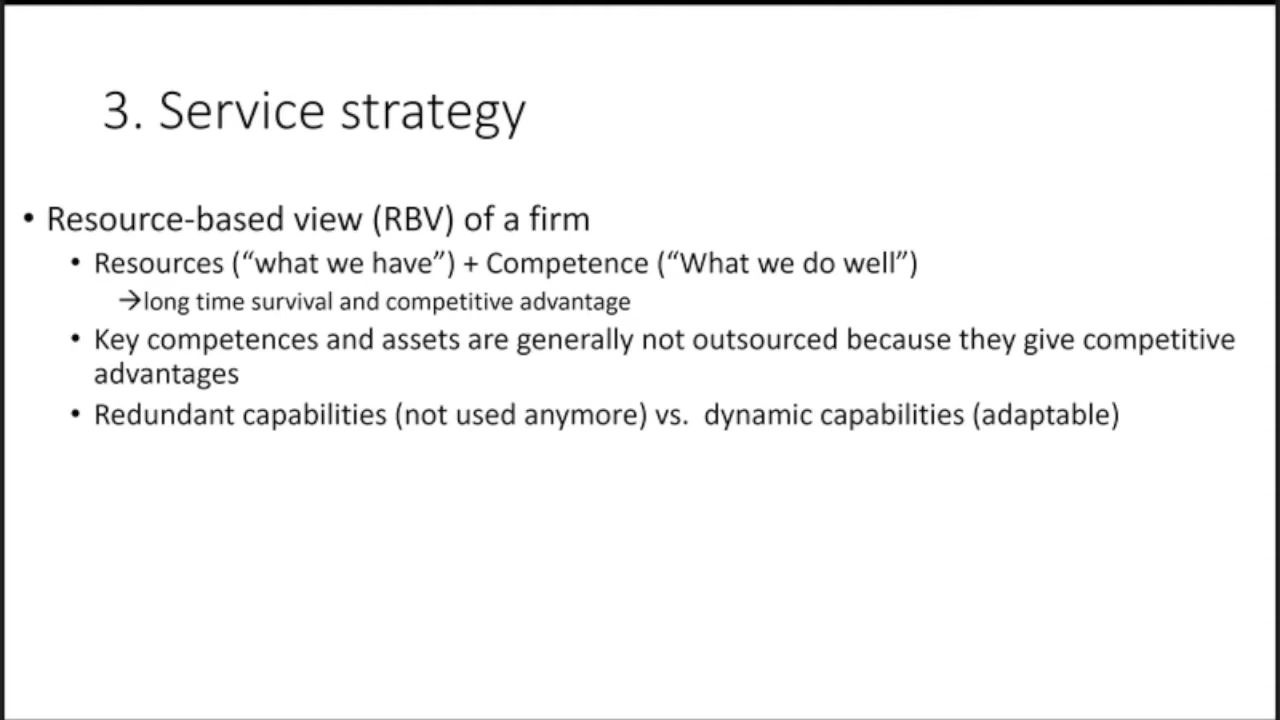 3. Service strategy
• Resource-based view (RBV) of a firm
• Resources (“what we have”) + Competence (“What we do well”)
→long time survival and competitive advantage
• Key competences and assets are generally not outsourced because they give competitive
advantages
• Redundant capabilities (not used anymore) vs.  dynamic capabilities (adaptable)